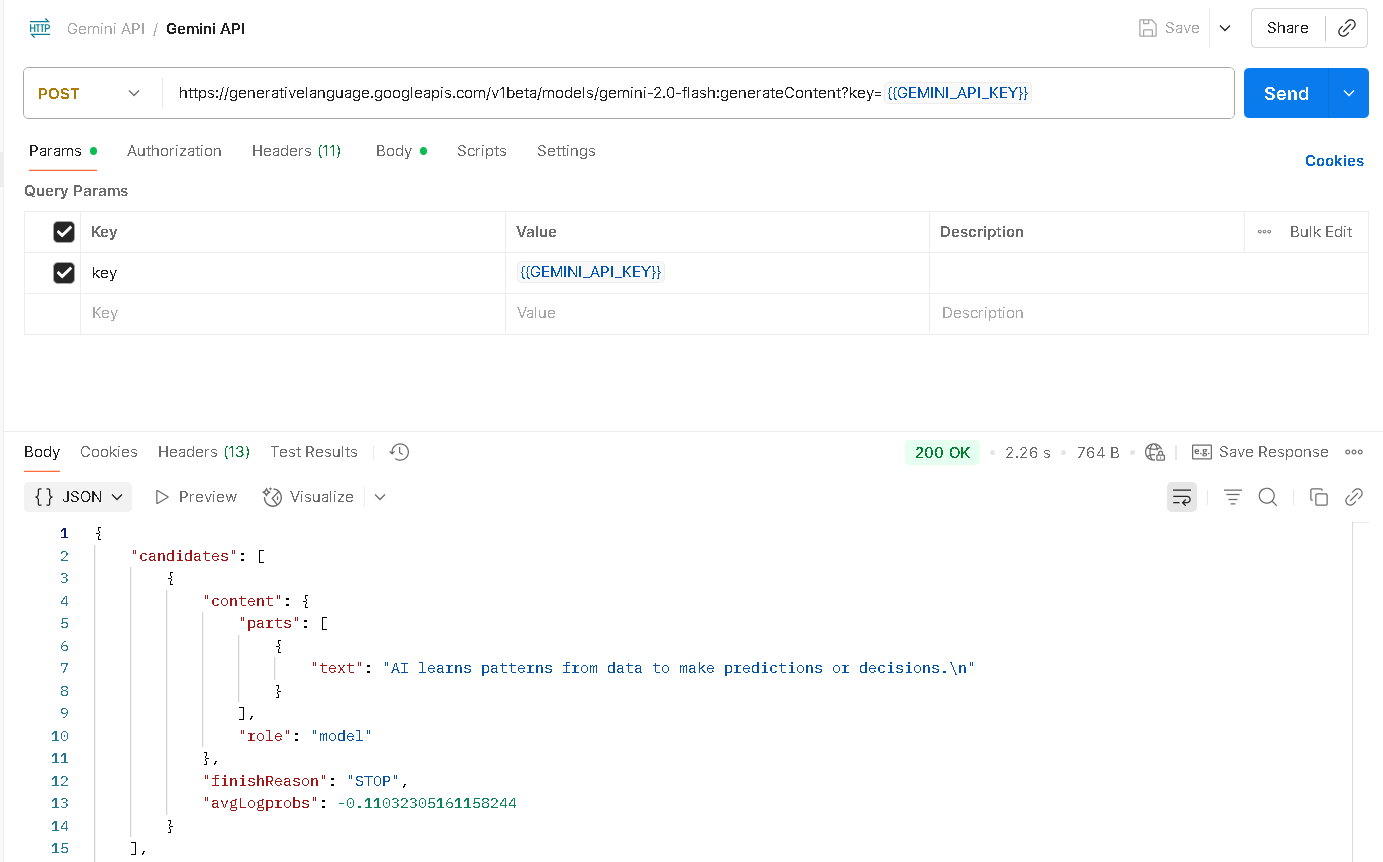 HTTP Gemini API / Gemini API Save Share
POST https://generativelanguage.googleapis.com/v1beta/models/gemini-2.0-flash:generateContent?key= {{GEMINI_API_KEY}} Send
Params Authorization Headers (11) Body Scripts Settings Cookies
Query Params
Key Value Description Bulk Edit
key {{GEMINI_API_KEY}}
Key Value Description
Body Cookies Headers (13) Test Results 200 OK 2.26 s 764 B e.g. Save Response
{} JSON Preview Visualize
1 {
2 "candidates": [
3 {
4 "content": {
5 "parts": [
6 {
7 "text": "AI learns patterns from data to make predictions or decisions.\n"
8 }
9 ],
10 "role": "model"
11 },
12 "finishReason": "STOP",
13 "avgLogprobs": -0.11032305161158244
14 }
15 ],